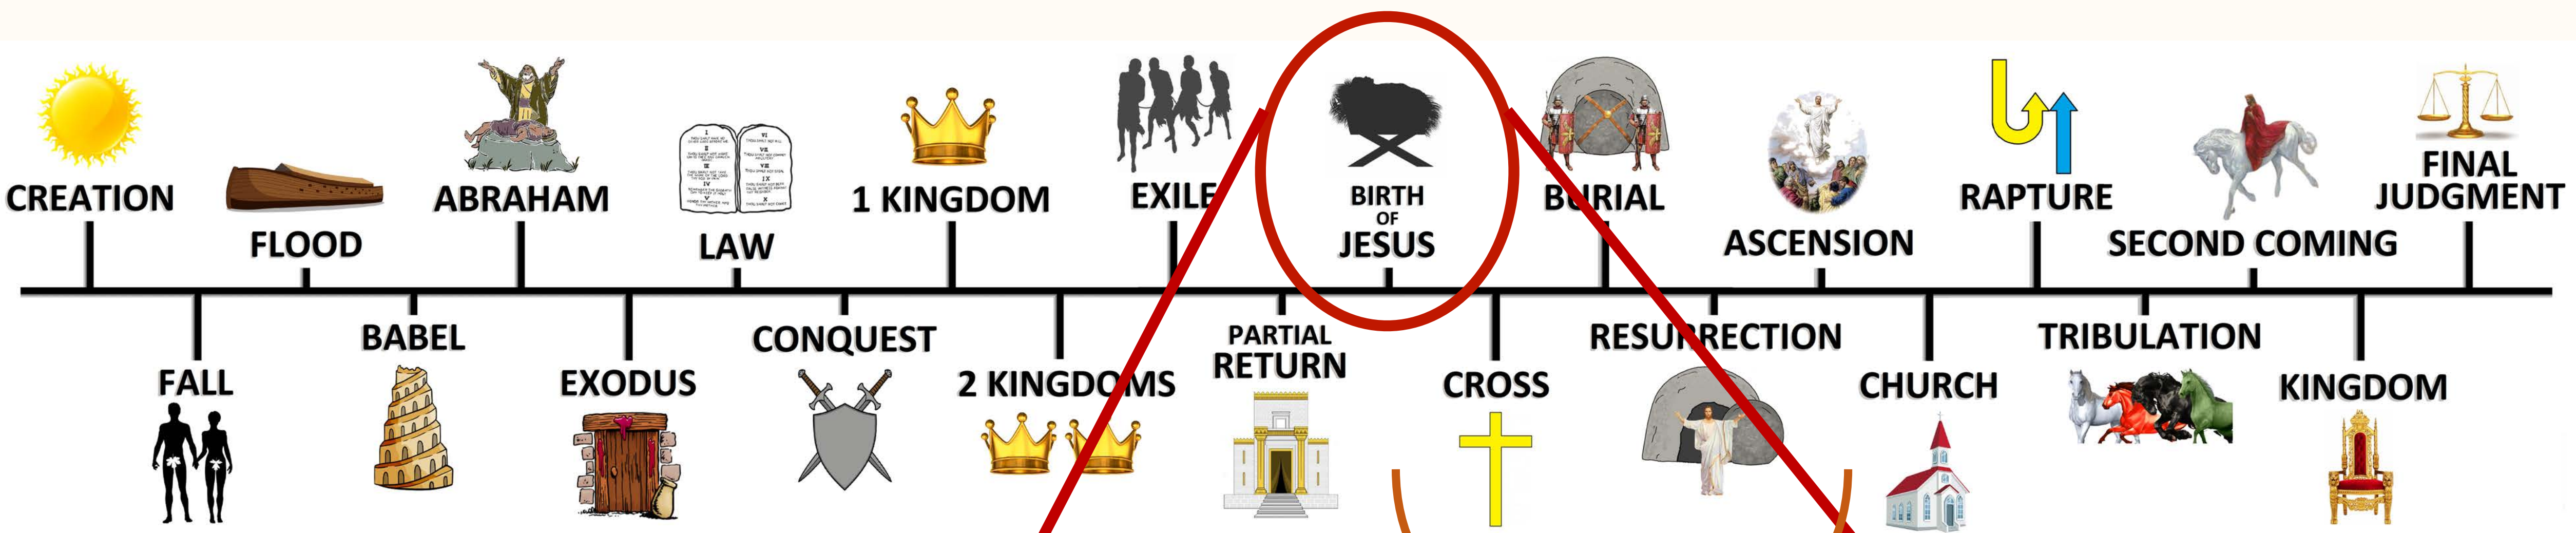 CREATION
FALL
FLOOD
BABEL
ABRAHAM
EXODUS
LAW
CONQUEST
1 KINGDOM
2 KINGDOMS
EXILE
PARTIAL
RETURN
BIRTH
OF
JESUS
CROSS
BURIAL
RESURRECTION
ASCENSION
CHURCH
RAPTURE
TRIBULATION
SECOND COMING
KINGDOM
FINAL
JUDGMENT